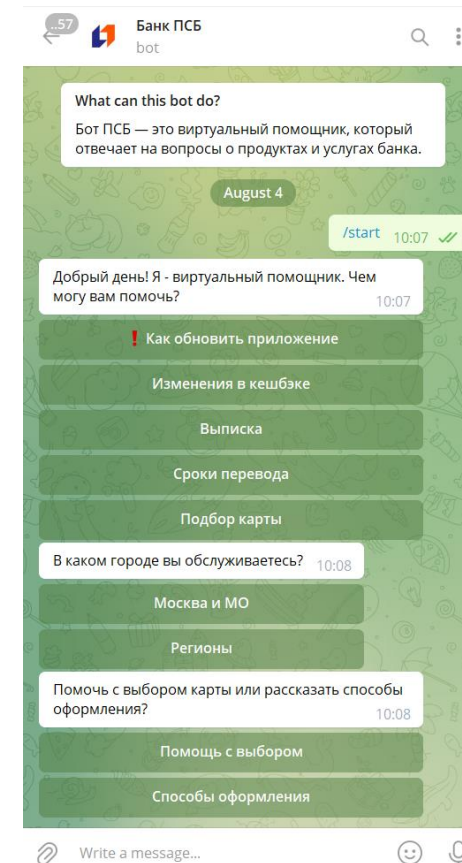 ..57
Банк ПСБ
bot
What can this bot do?
Бот ПСБ — это виртуальный помощник, который
отвечает на вопросы о продуктах и услугах банка.
August 4
/start 10:07
Добрый день! Я - виртуальный помощник. Чем
могу вам помочь?
10:07
❗ Как обновить приложение
Изменения в кешбэке
Выписка
Сроки перевода
Подбор карты
В каком городе вы обслуживаетесь? 10:08
Москва и МО
Регионы
Помочь с выбором карты или рассказать способы
оформления?
10:08
Помощь с выбором
Способы оформления
Write a message...